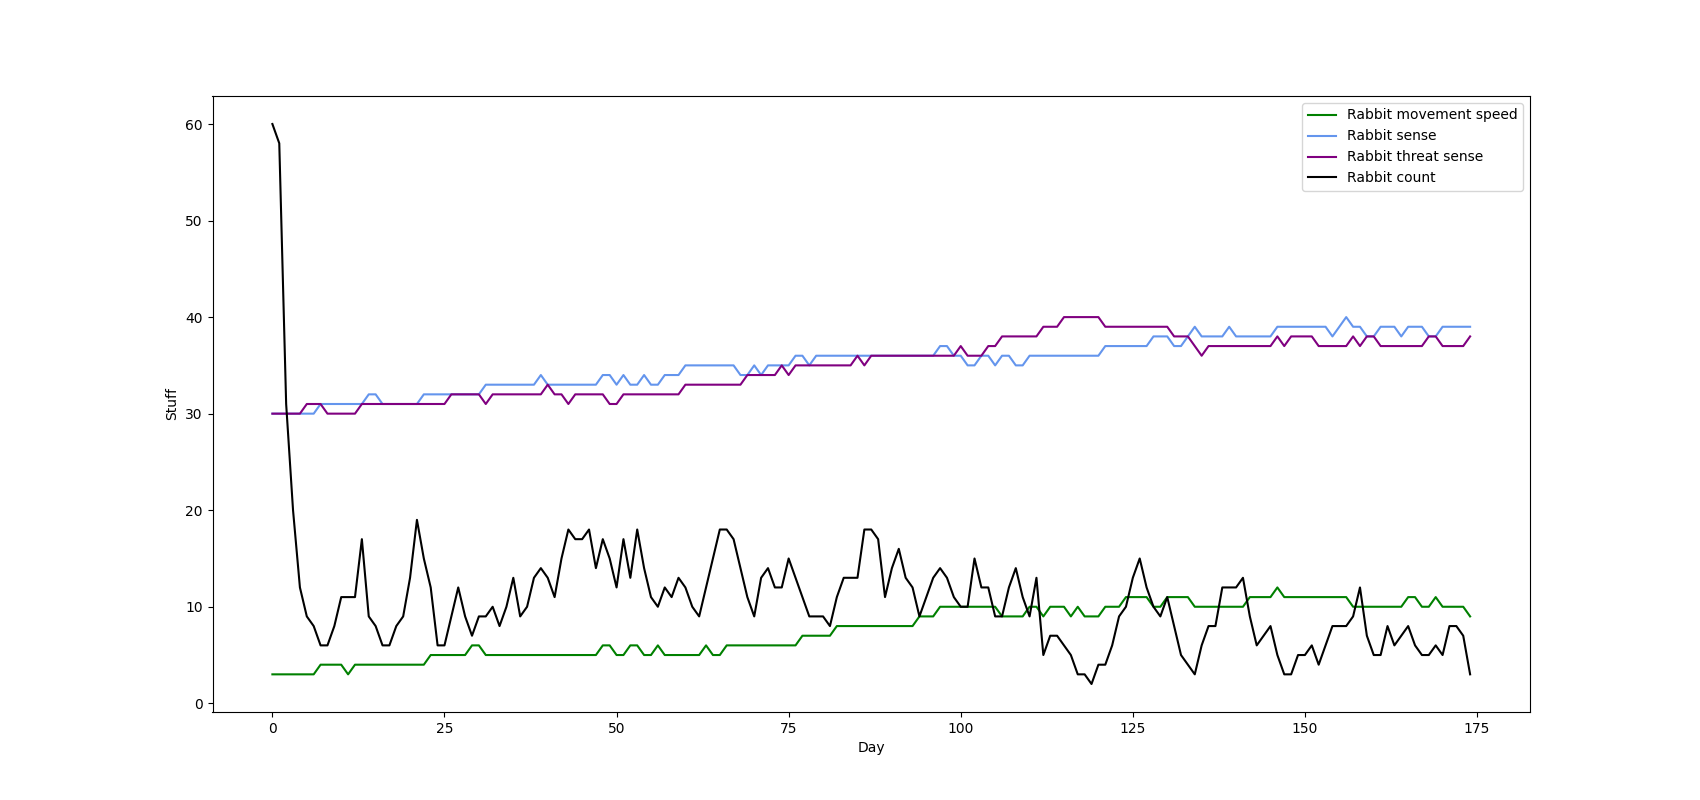 Rabbit movement speed
Rabbit sense
Rabbit threat sense
Rabbit count
60
50
40
30
20
10
0
Stuff
0 25 50 75 100 125 150 175
Day